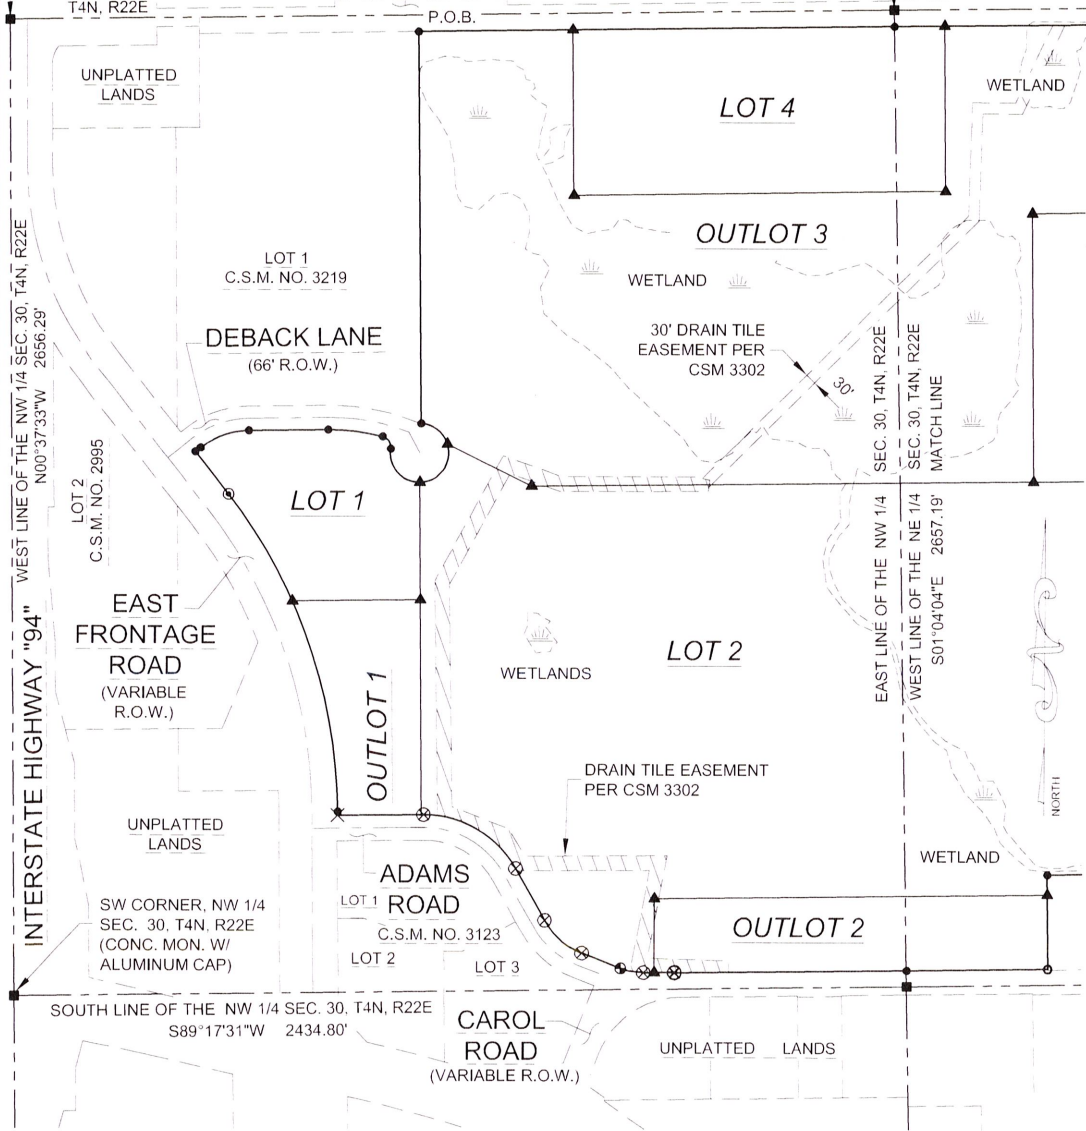 T4N, R22E
P.O.B.
UNPLATTED
LANDS
LOT 4
WETLAND
OUTLOT 3
WETLAND
LOT 1
C.S.M. NO. 3219
DEBACK LANE
(66' R.O.W.)
30' DRAIN TILE
EASEMENT PER
CSM 3302
30'
WEST LINE OF THE NW 1/4 SEC. 30, T4N, R22E
N00°37'33"W 2656.29'
LOT 2
C.S.M. NO. 2995
LOT 1
EAST LINE OF THE NW 1/4 SEC. 30, T4N, R22E
WEST LINE OF THE NE 1/4 SEC. 30, T4N, R22E
S01°04'04"E 2657.19'
MATCH LINE
EAST
FRONTAGE
ROAD
(VARIABLE
R.O.W.)
INTERSTATE HIGHWAY "94"
LOT 2
WETLANDS
OUTLOT 1
DRAIN TILE EASEMENT
PER CSM 3302
NORTH
UNPLATTED
LANDS
WETLAND
ADAMS
ROAD
LOT 1
C.S.M. NO. 3123
LOT 2
LOT 3
SW CORNER, NW 1/4
SEC. 30, T4N, R22E
(CONC. MON. W/
ALUMINUM CAP)
OUTLOT 2
SOUTH LINE OF THE NW 1/4 SEC. 30, T4N, R22E
S89°17'31"W 2434.80'
CAROL
ROAD
(VARIABLE R.O.W.)
UNPLATTED LANDS